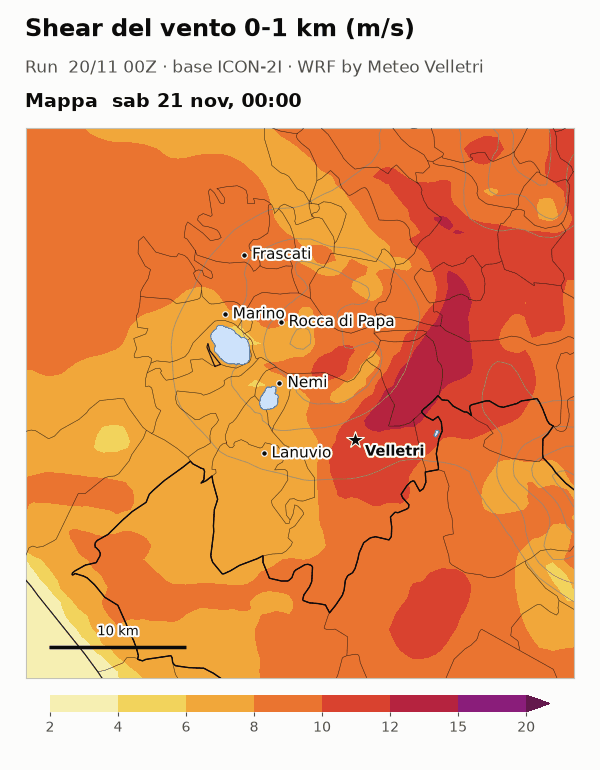 Shear del vento 0-1 km (m/s)
Run 20/11 00Z · base ICON-2I · WRF by Meteo Velletri
Mappa sab 21 nov, 00:00
Frascati
Marino
Rocca di Papa
Nemi
Velletri
Lanuvio
10 km
2 4 6 8 10 12 15 20